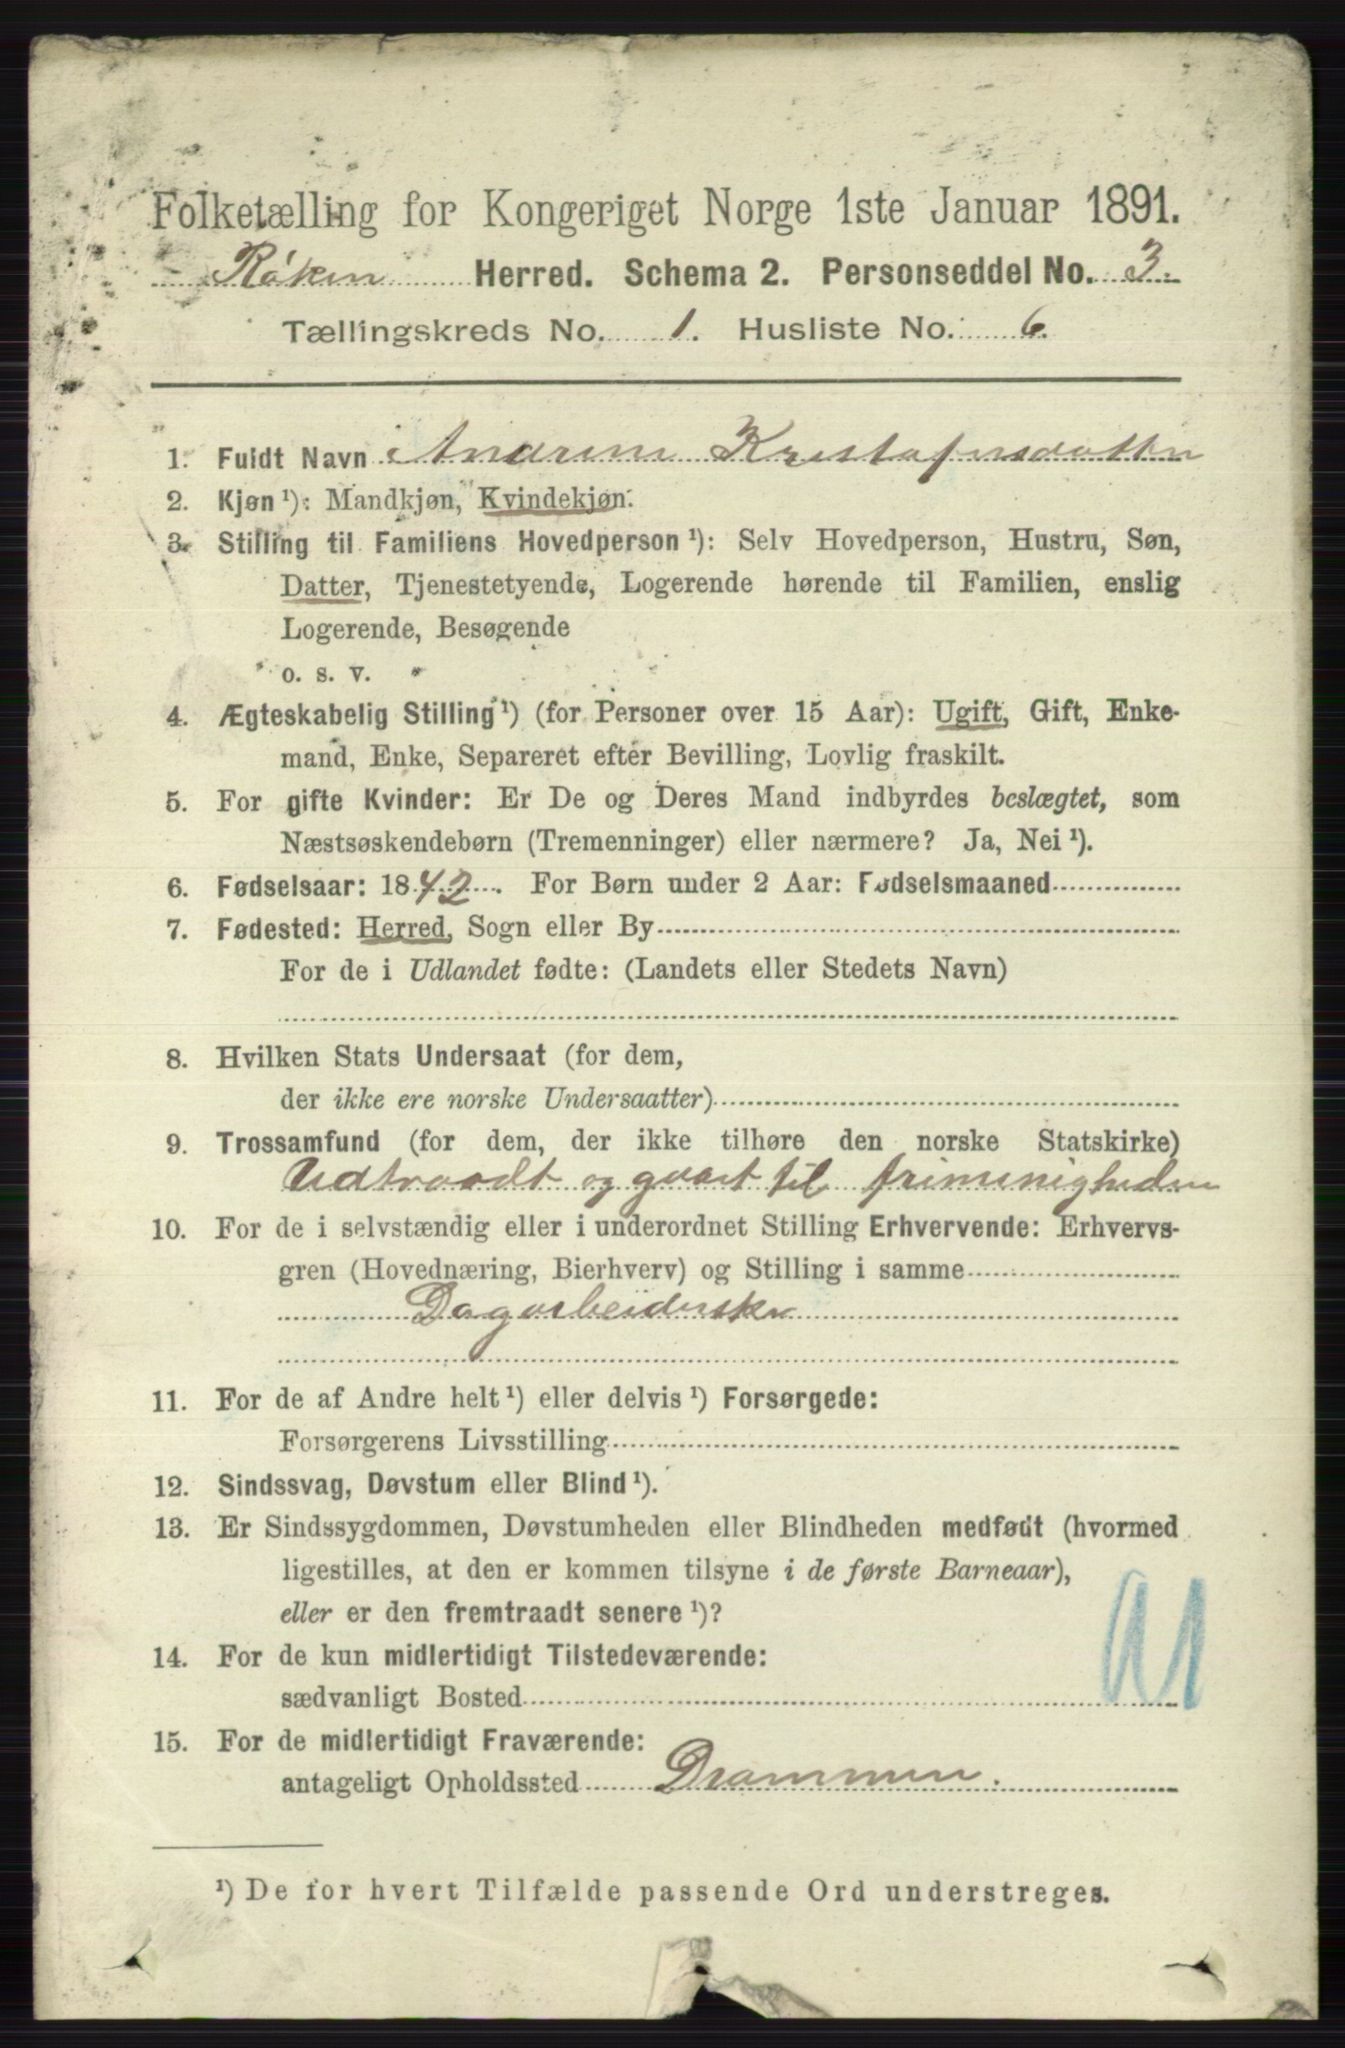 Folketælling for Kongeriget Norge 1ste Januar 1891.
Røken Herred. Schema 2. Personseddel No. 3.
Tællingskreds No. 1. Husliste No. 6.
1. Fuldt Navn Andrine Kristofersdatter
2. Kjøn ¹): Mandkjøn, Kvindekjøn.
3. Stilling til Familiens Hovedperson ¹): Selv Hovedperson, Hustru, Søn,
Datter, Tjenestetyende, Logerende hørende til Familien, enslig
Logerende, Besøgende
o. s. v.
4. Ægteskabelig Stilling ¹) (for Personer over 15 Aar): Ugift, Gift, Enke-
mand, Enke, Separeret efter Bevilling, Lovlig fraskilt.
5. For gifte Kvinder: Er De og Deres Mand indbyrdes beslægtet, som
Næstsøskendebørn (Tremenninger) eller nærmere? Ja, Nei ¹).
6. Fødselsaar: 1842. For Børn under 2 Aar: Fødselsmaaned
7. Fødested: Herred, Sogn eller By
For de i Udlandet fødte: (Landets eller Stedets Navn)
8. Hvilken Stats Undersaat (for dem,
der ikke ere norske Undersaatter)
9. Trossamfund (for dem, der ikke tilhøre den norske Statskirke)
Udtraadt og gaaet til frimenigheden
10. For de i selvstændig eller i underordnet Stilling Erhvervende: Erhvervs-
gren (Hovednæring, Bierhverv) og Stilling i samme
Dagarbeiderske
11. For de af Andre helt ¹) eller delvis ¹) Forsørgede:
Forsørgerens Livsstilling
12. Sindssvag, Døvstum eller Blind ¹).
13. Er Sindssygdommen, Døvstumheden eller Blindheden medfødt (hvormed
ligestilles, at den er kommen tilsyne i de første Barneaar),
eller er den fremtraadt senere ¹)?
14. For de kun midlertidigt Tilstedeværende:
sædvanligt Bosted
15. For de midlertidigt Fraværende:
antageligt Opholdssted Drammen.
¹) De for hvert Tilfælde passende Ord understreges.